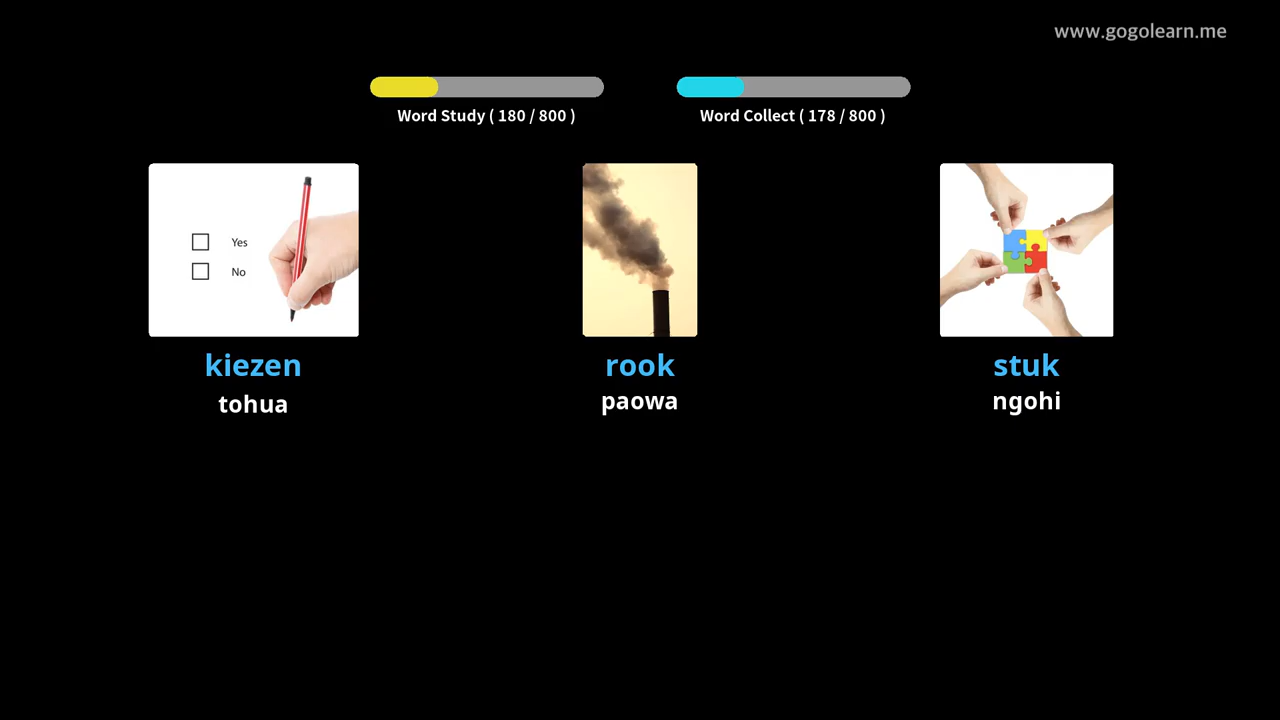 www.gogolearn.me
Word Study ( 180 / 800 )
Word Collect ( 178 / 800 )
Yes
No
kiezen
tohua
rook
paowa
stuk
ngohi